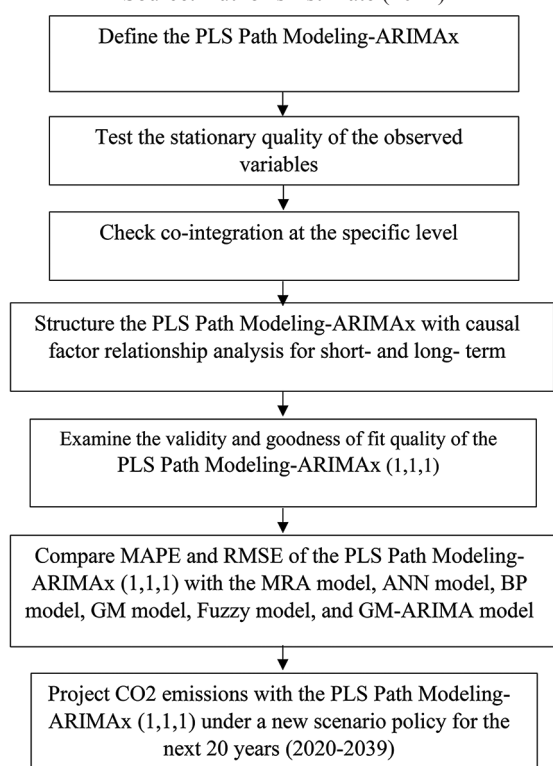 Define the PLS Path Modeling-ARIMAx
Test the stationary quality of the observed
variables
Check co-integration at the specific level
Structure the PLS Path Modeling-ARIMAx with causal
factor relationship analysis for short- and long- term
Examine the validity and goodness of fit quality of the
PLS Path Modeling-ARIMAx (1,1,1)
Compare MAPE and RMSE of the PLS Path Modeling-
ARIMAx (1,1,1) with the MRA model, ANN model, BP
model, GM model, Fuzzy model, and GM-ARIMA model
Project CO2 emissions with the PLS Path Modeling-
ARIMAx (1,1,1) under a new scenario policy for the
next 20 years (2020-2039)